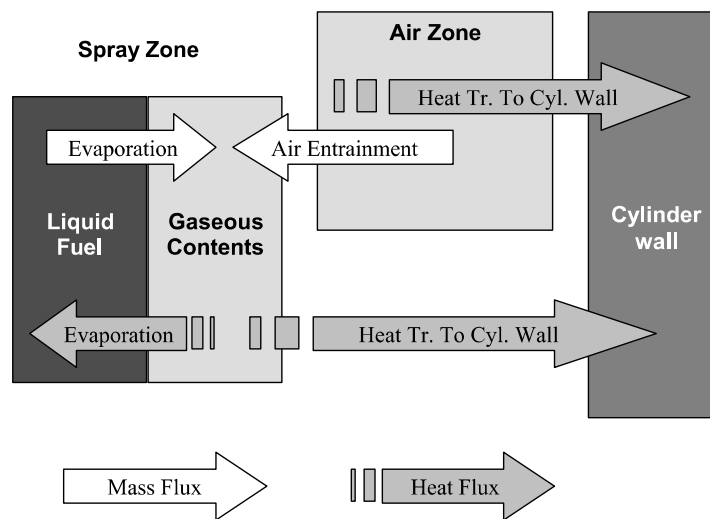 Spray Zone
Air Zone
Heat Tr. To Cyl. Wall
Evaporation
Air Entrainment
Liquid
Fuel
Gaseous
Contents
Cylinder
wall
Evaporation
Heat Tr. To Cyl. Wall
Mass Flux
Heat Flux